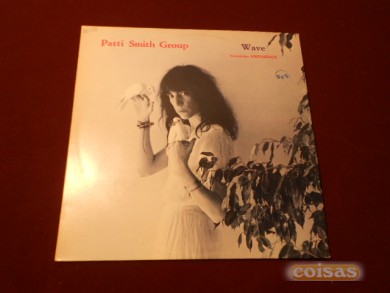 Patti Smith Group
Wave
coisas